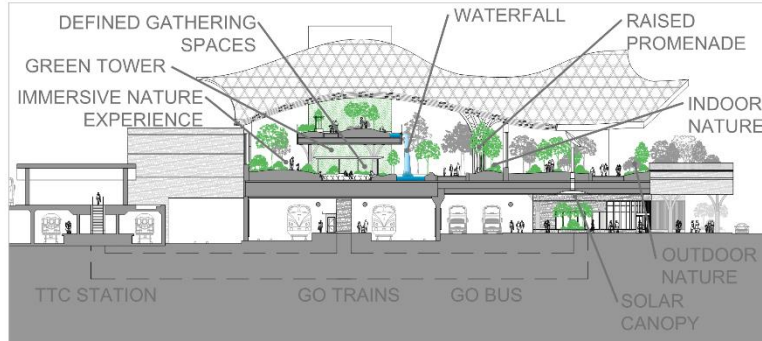 DEFINED GATHERING
SPACES
GREEN TOWER
IMMERSIVE NATURE
EXPERIENCE
WATERFALL
RAISED
PROMENADE
INDOOR
NATURE
OUTDOOR
NATURE
SOLAR
CANOPY
TTC STATION
GO TRAINS
GO BUS